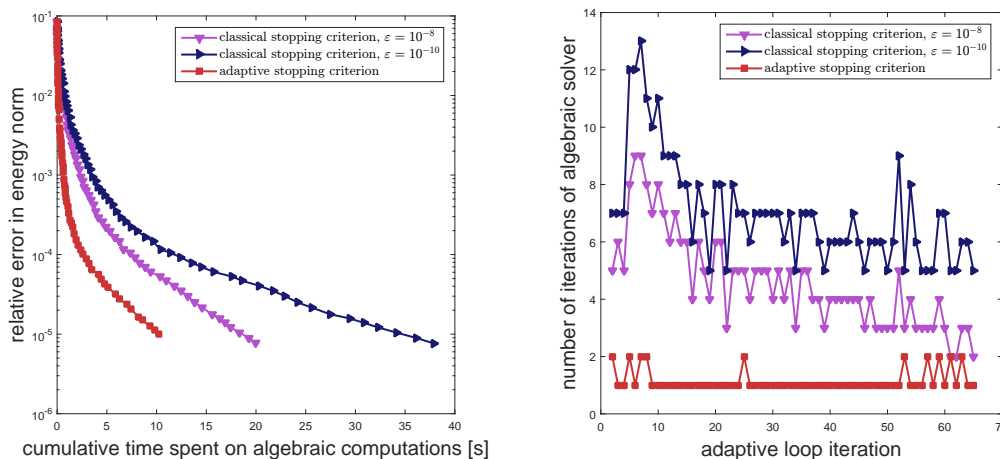 classical stopping criterion, ε = 10⁻⁸
classical stopping criterion, ε = 10⁻¹⁰
adaptive stopping criterion
relative error in energy norm
10⁻¹
10⁻²
10⁻³
10⁻⁴
10⁻⁵
10⁻⁶
0 5 10 15 20 25 30 35 40
cumulative time spent on algebraic computations [s]
classical stopping criterion, ε = 10⁻⁸
classical stopping criterion, ε = 10⁻¹⁰
adaptive stopping criterion
number of iterations of algebraic solver
14
12
10
8
6
4
2
0
0 10 20 30 40 50 60 70
adaptive loop iteration